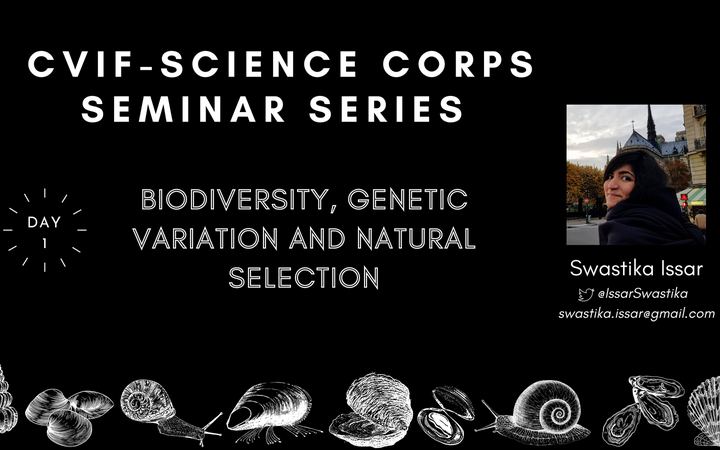 CVIF-SCIENCE CORPS
SEMINAR SERIES
DAY
1
BIODIVERSITY, GENETIC
VARIATION AND NATURAL
SELECTION
Swastika Issar
@IssarSwastika
swastika.issar@gmail.com